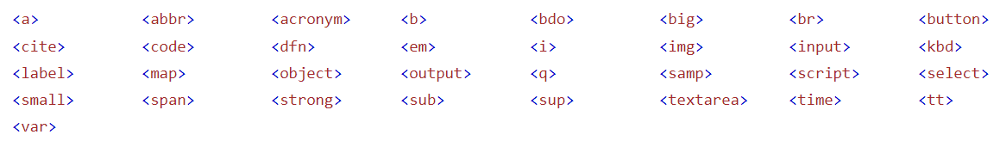 <a> <abbr> <acronym> <b> <bdo> <big> <br> <button>
<cite> <code> <dfn> <em> <i> <img> <input> <kbd>
<label> <map> <object> <output> <q> <samp> <script> <select>
<small> <span> <strong> <sub> <sup> <textarea> <time> <tt>
<var>